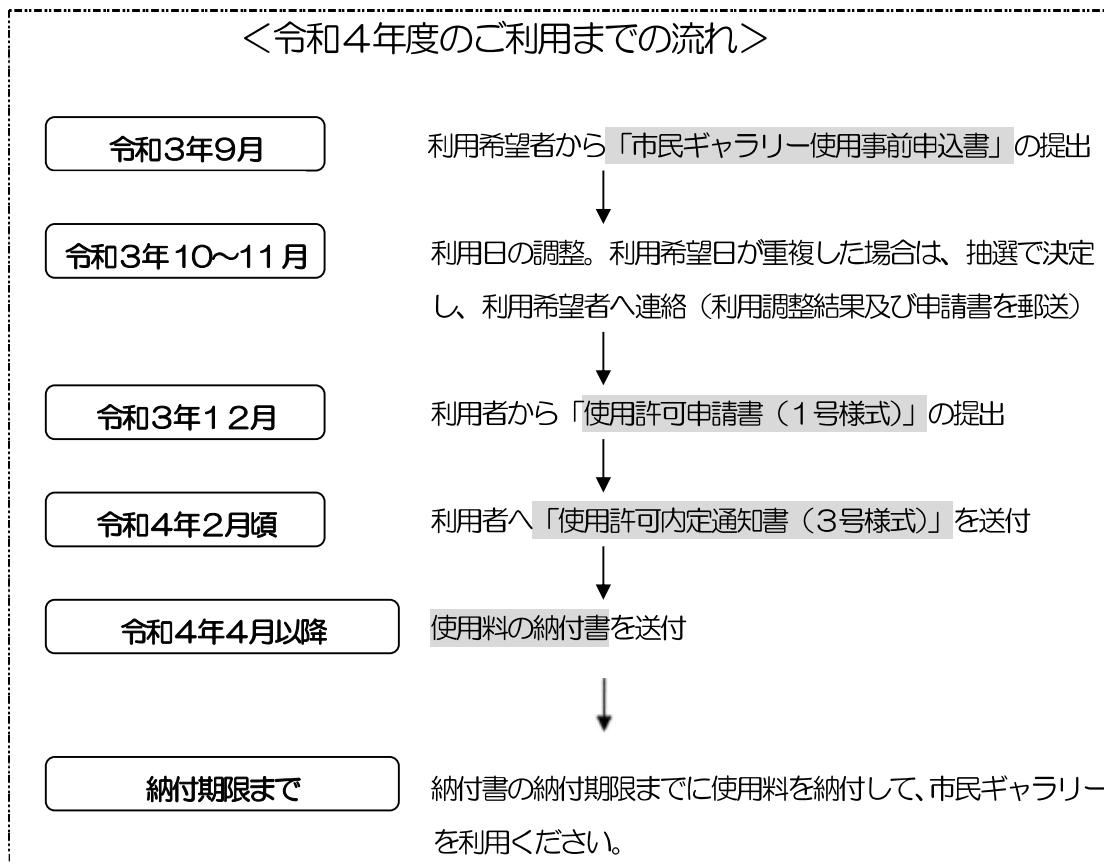 ＜令和４年度のご利用までの流れ＞
令和３年９月
利用希望者から「市民ギャラリー使用事前申込書」の提出
令和３年１０～１１月
利用日の調整。利用希望日が重複した場合は、抽選で決定
し、利用希望者へ連絡（利用調整結果及び申請書を郵送）
令和３年１２月
利用者から「使用許可申請書（１号様式）」の提出
令和４年２月頃
利用者へ「使用許可内定通知書（３号様式）」を送付
令和４年４月以降
使用料の納付書を送付
納付期限まで
納付書の納付期限までに使用料を納付して、市民ギャラリー
を利用ください。